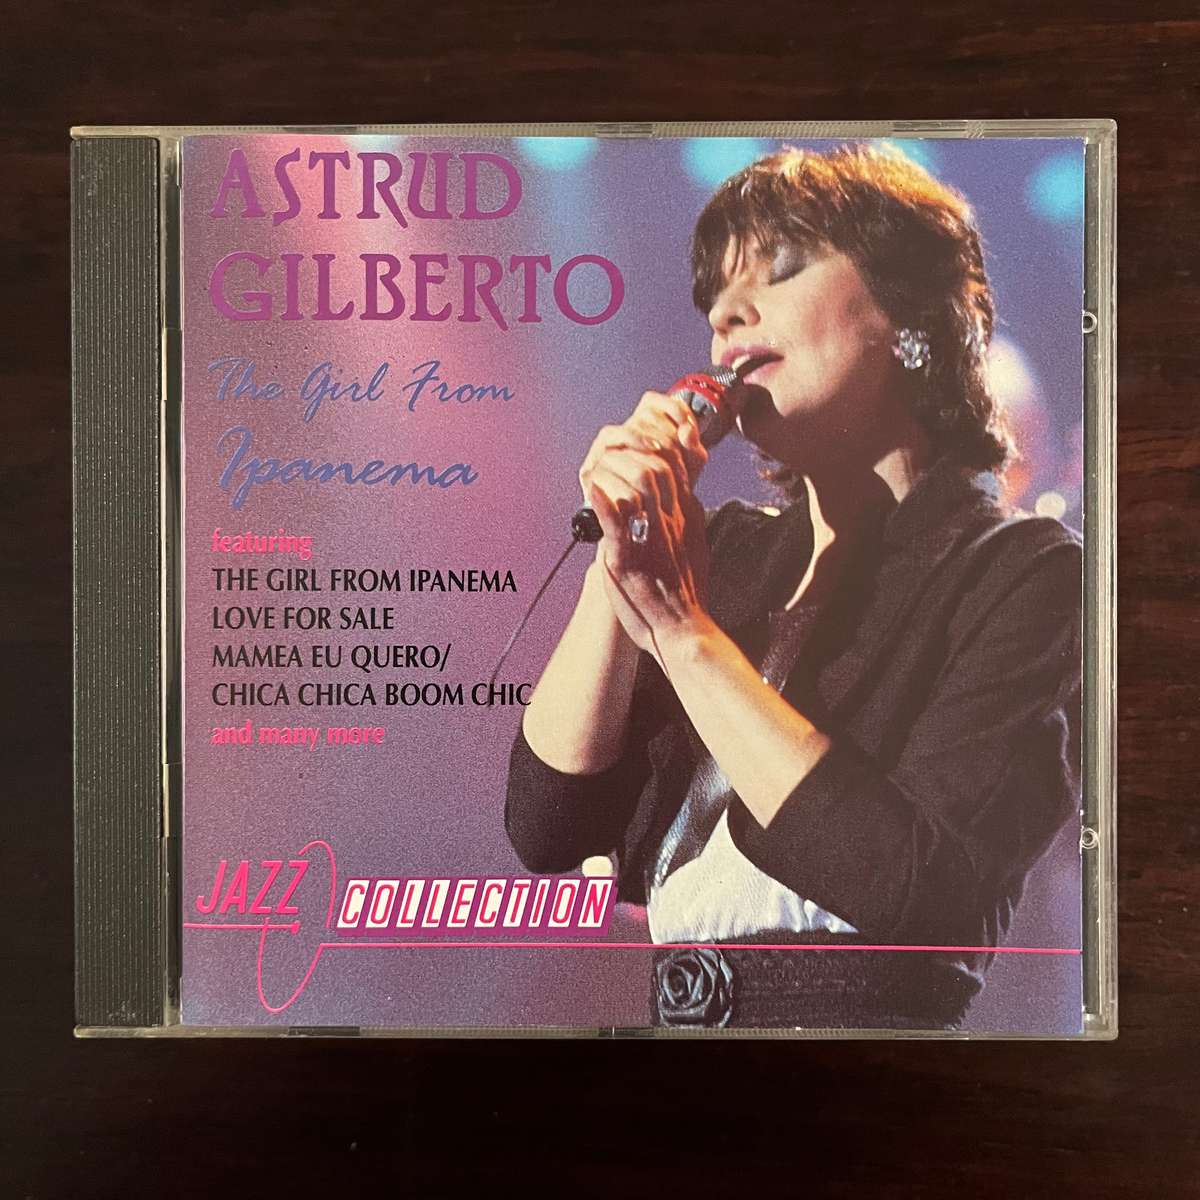 ASTRUD
GILBERTO
The Girl From
Ipanema
featuring
THE GIRL FROM IPANEMA
LOVE FOR SALE
MAMEA EU QUERO/
CHICA CHICA BOOM CHIC
and many more
JAZZ COLLECTION